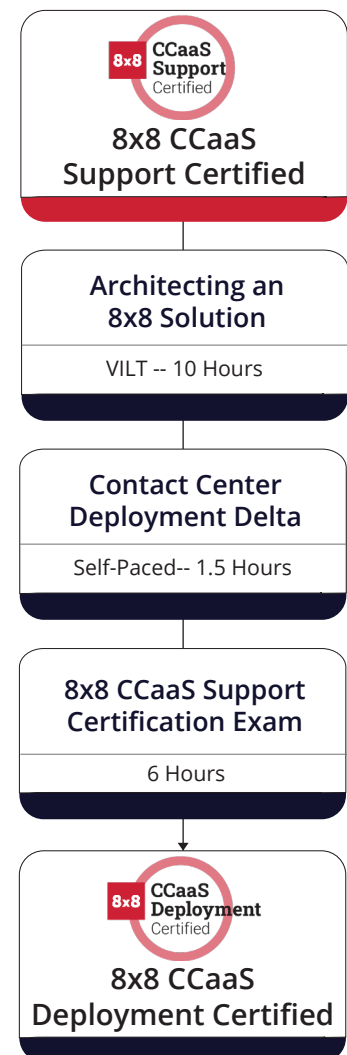 8x8 CCaaS
Support
Certified
8x8 CCaaS
Support Certified
Architecting an
8x8 Solution
VILT -- 10 Hours
Contact Center
Deployment Delta
Self-Paced-- 1.5 Hours
8x8 CCaaS Support
Certification Exam
6 Hours
8x8 CCaaS
Deployment
Certified
8x8 CCaaS
Deployment Certified